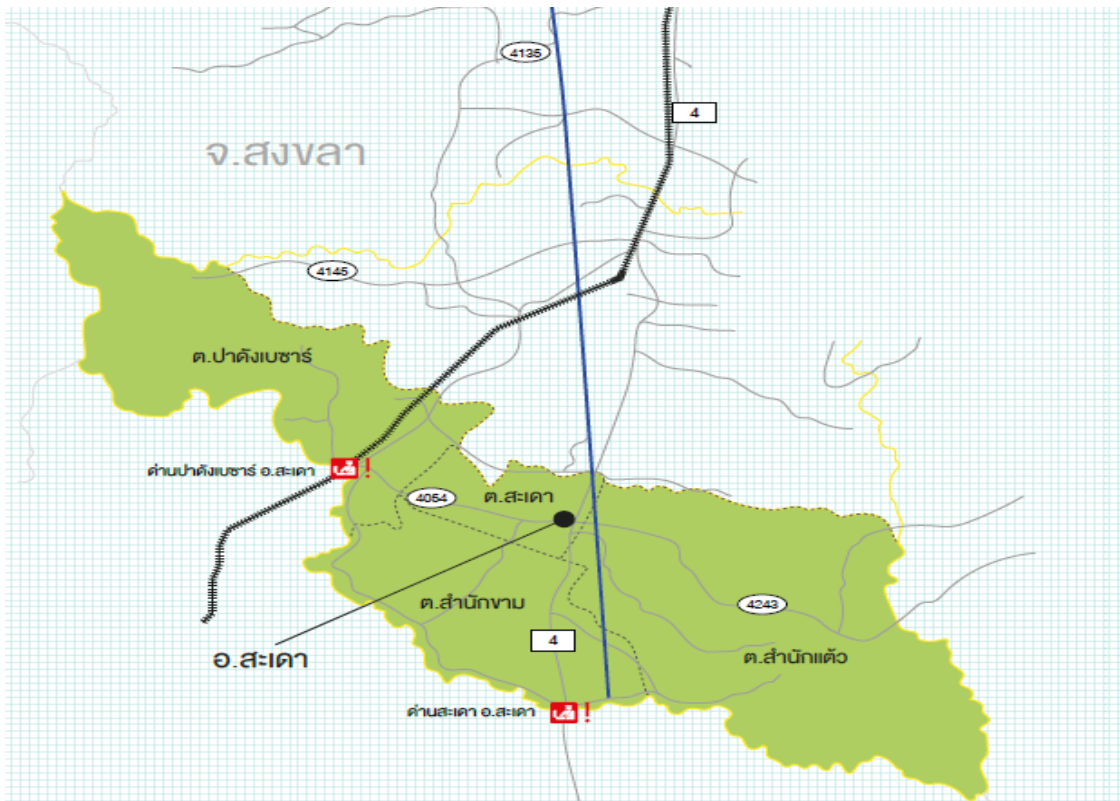 4135
4
จ.สงขลา
4145
ต.ปาดังเบซาร์
ด่านปาดังเบซาร์ อ.สะเดา
!
4054
ต.สะเดา
ต.สำนักขาม
4243
4
อ.สะเดา
ต.สำนักแต้ว
ด่านสะเดา อ.สะเดา
!